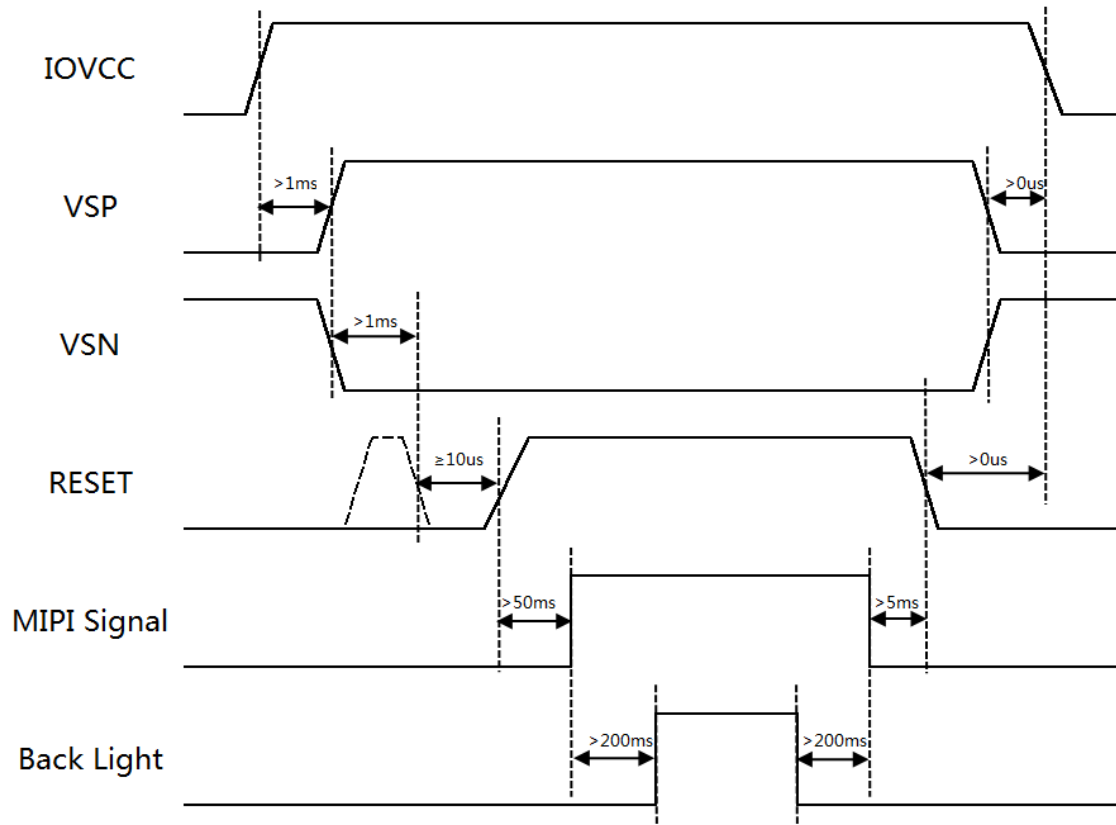 IOVCC
VSP
>1ms
>0us
VSN
>1ms
RESET
≥10us
>0us
MIPI Signal
>50ms
>5ms
Back Light
>200ms
>200ms